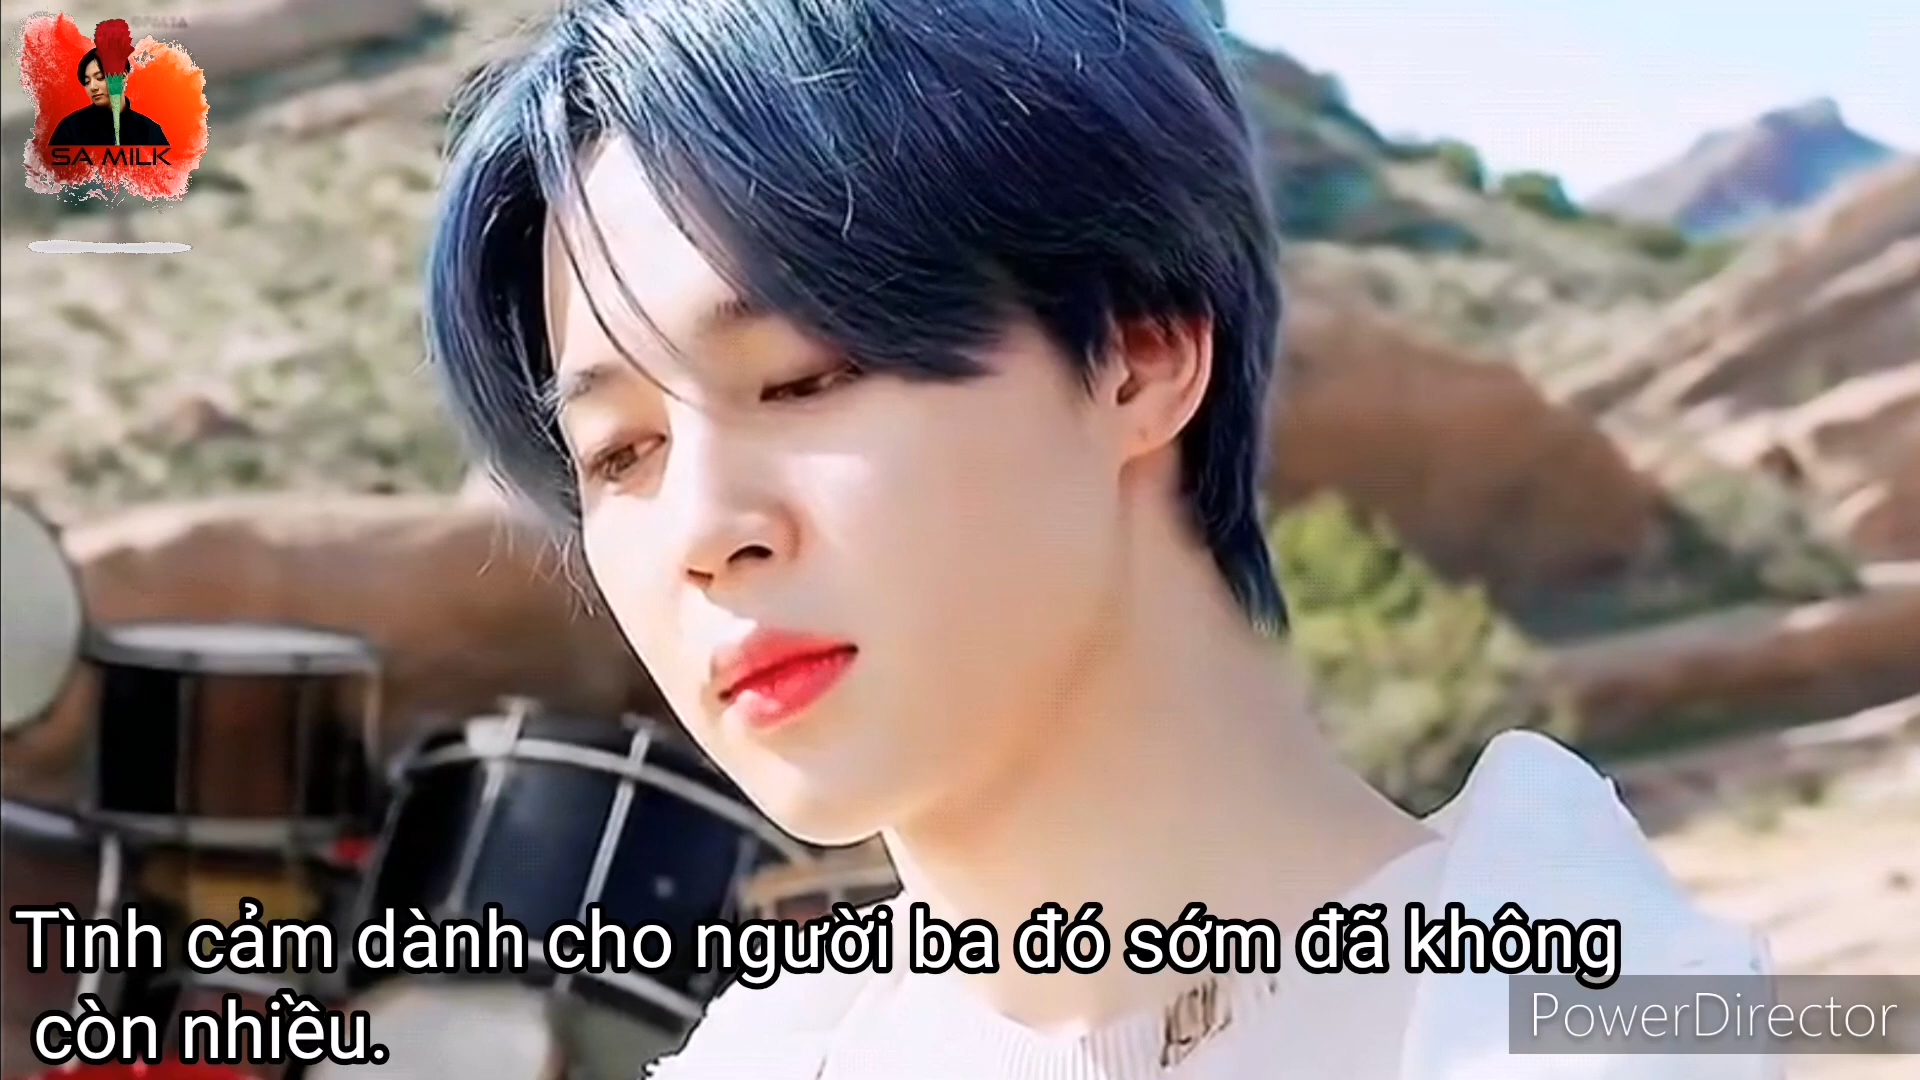 SA MILK
Tình cảm dành cho người ba đó sớm đã không
còn nhiều.
PowerDirector